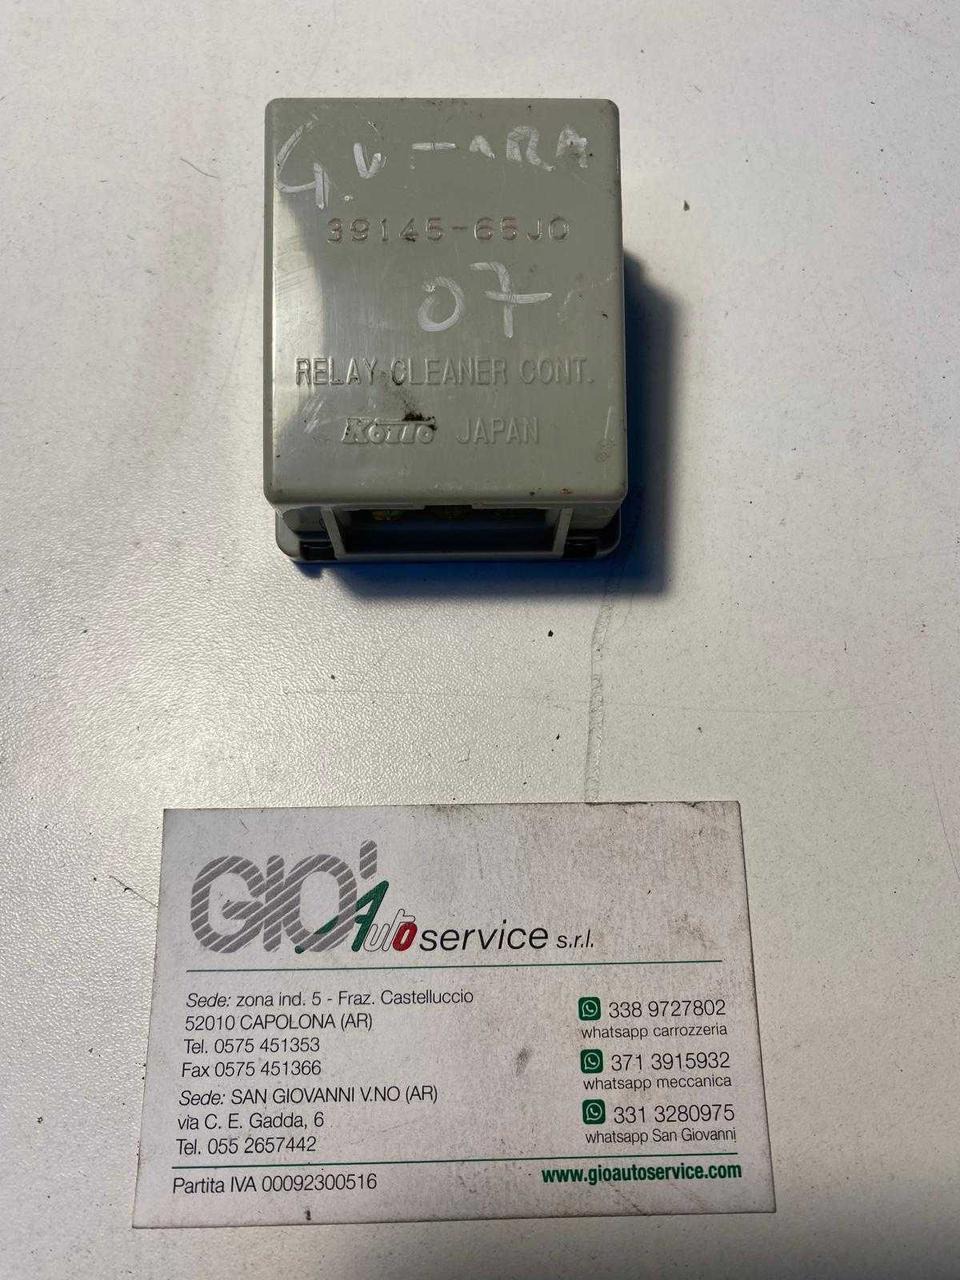 39145-65J0
07
RELAY CLEANER CONT.
KOITO JAPAN
GIO' Auto service s.r.l.
Sede: zona ind. 5 - Fraz. Castelluccio
52010 CAPOLONA (AR)
Tel. 0575 451353
Fax 0575 451366
Sede: SAN GIOVANNI V.NO (AR)
via C. E. Gadda, 6
Tel. 055 2657442
338 9727802
whatsapp carrozzeria
371 3915932
whatsapp meccanica
331 3280975
whatsapp San Giovanni
Partita IVA 00092300516
www.gioautoservice.com